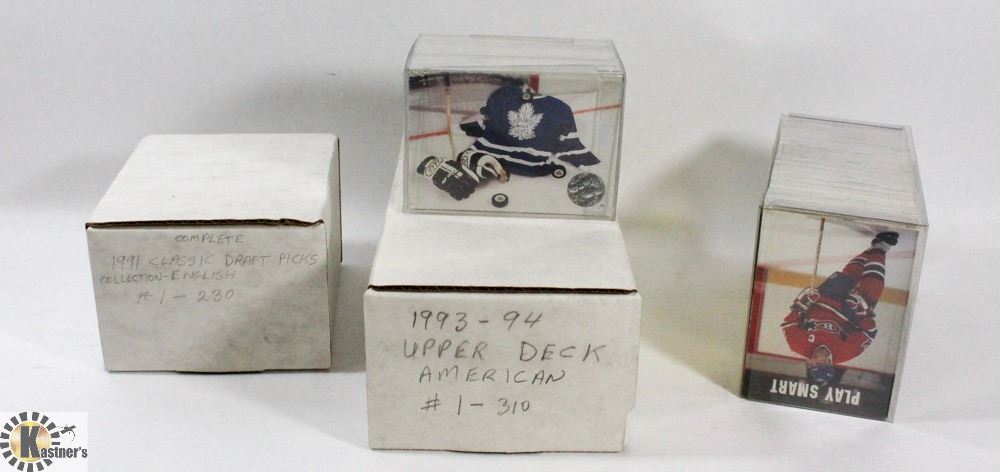 COMPLETE
1991 CLASSIC DRAFT PICKS
COLLECTION-ENGLISH
# 1 - 230
1993 - 94
UPPER DECK
AMERICAN
# 1 - 310
PLAY SMART
Kastner's